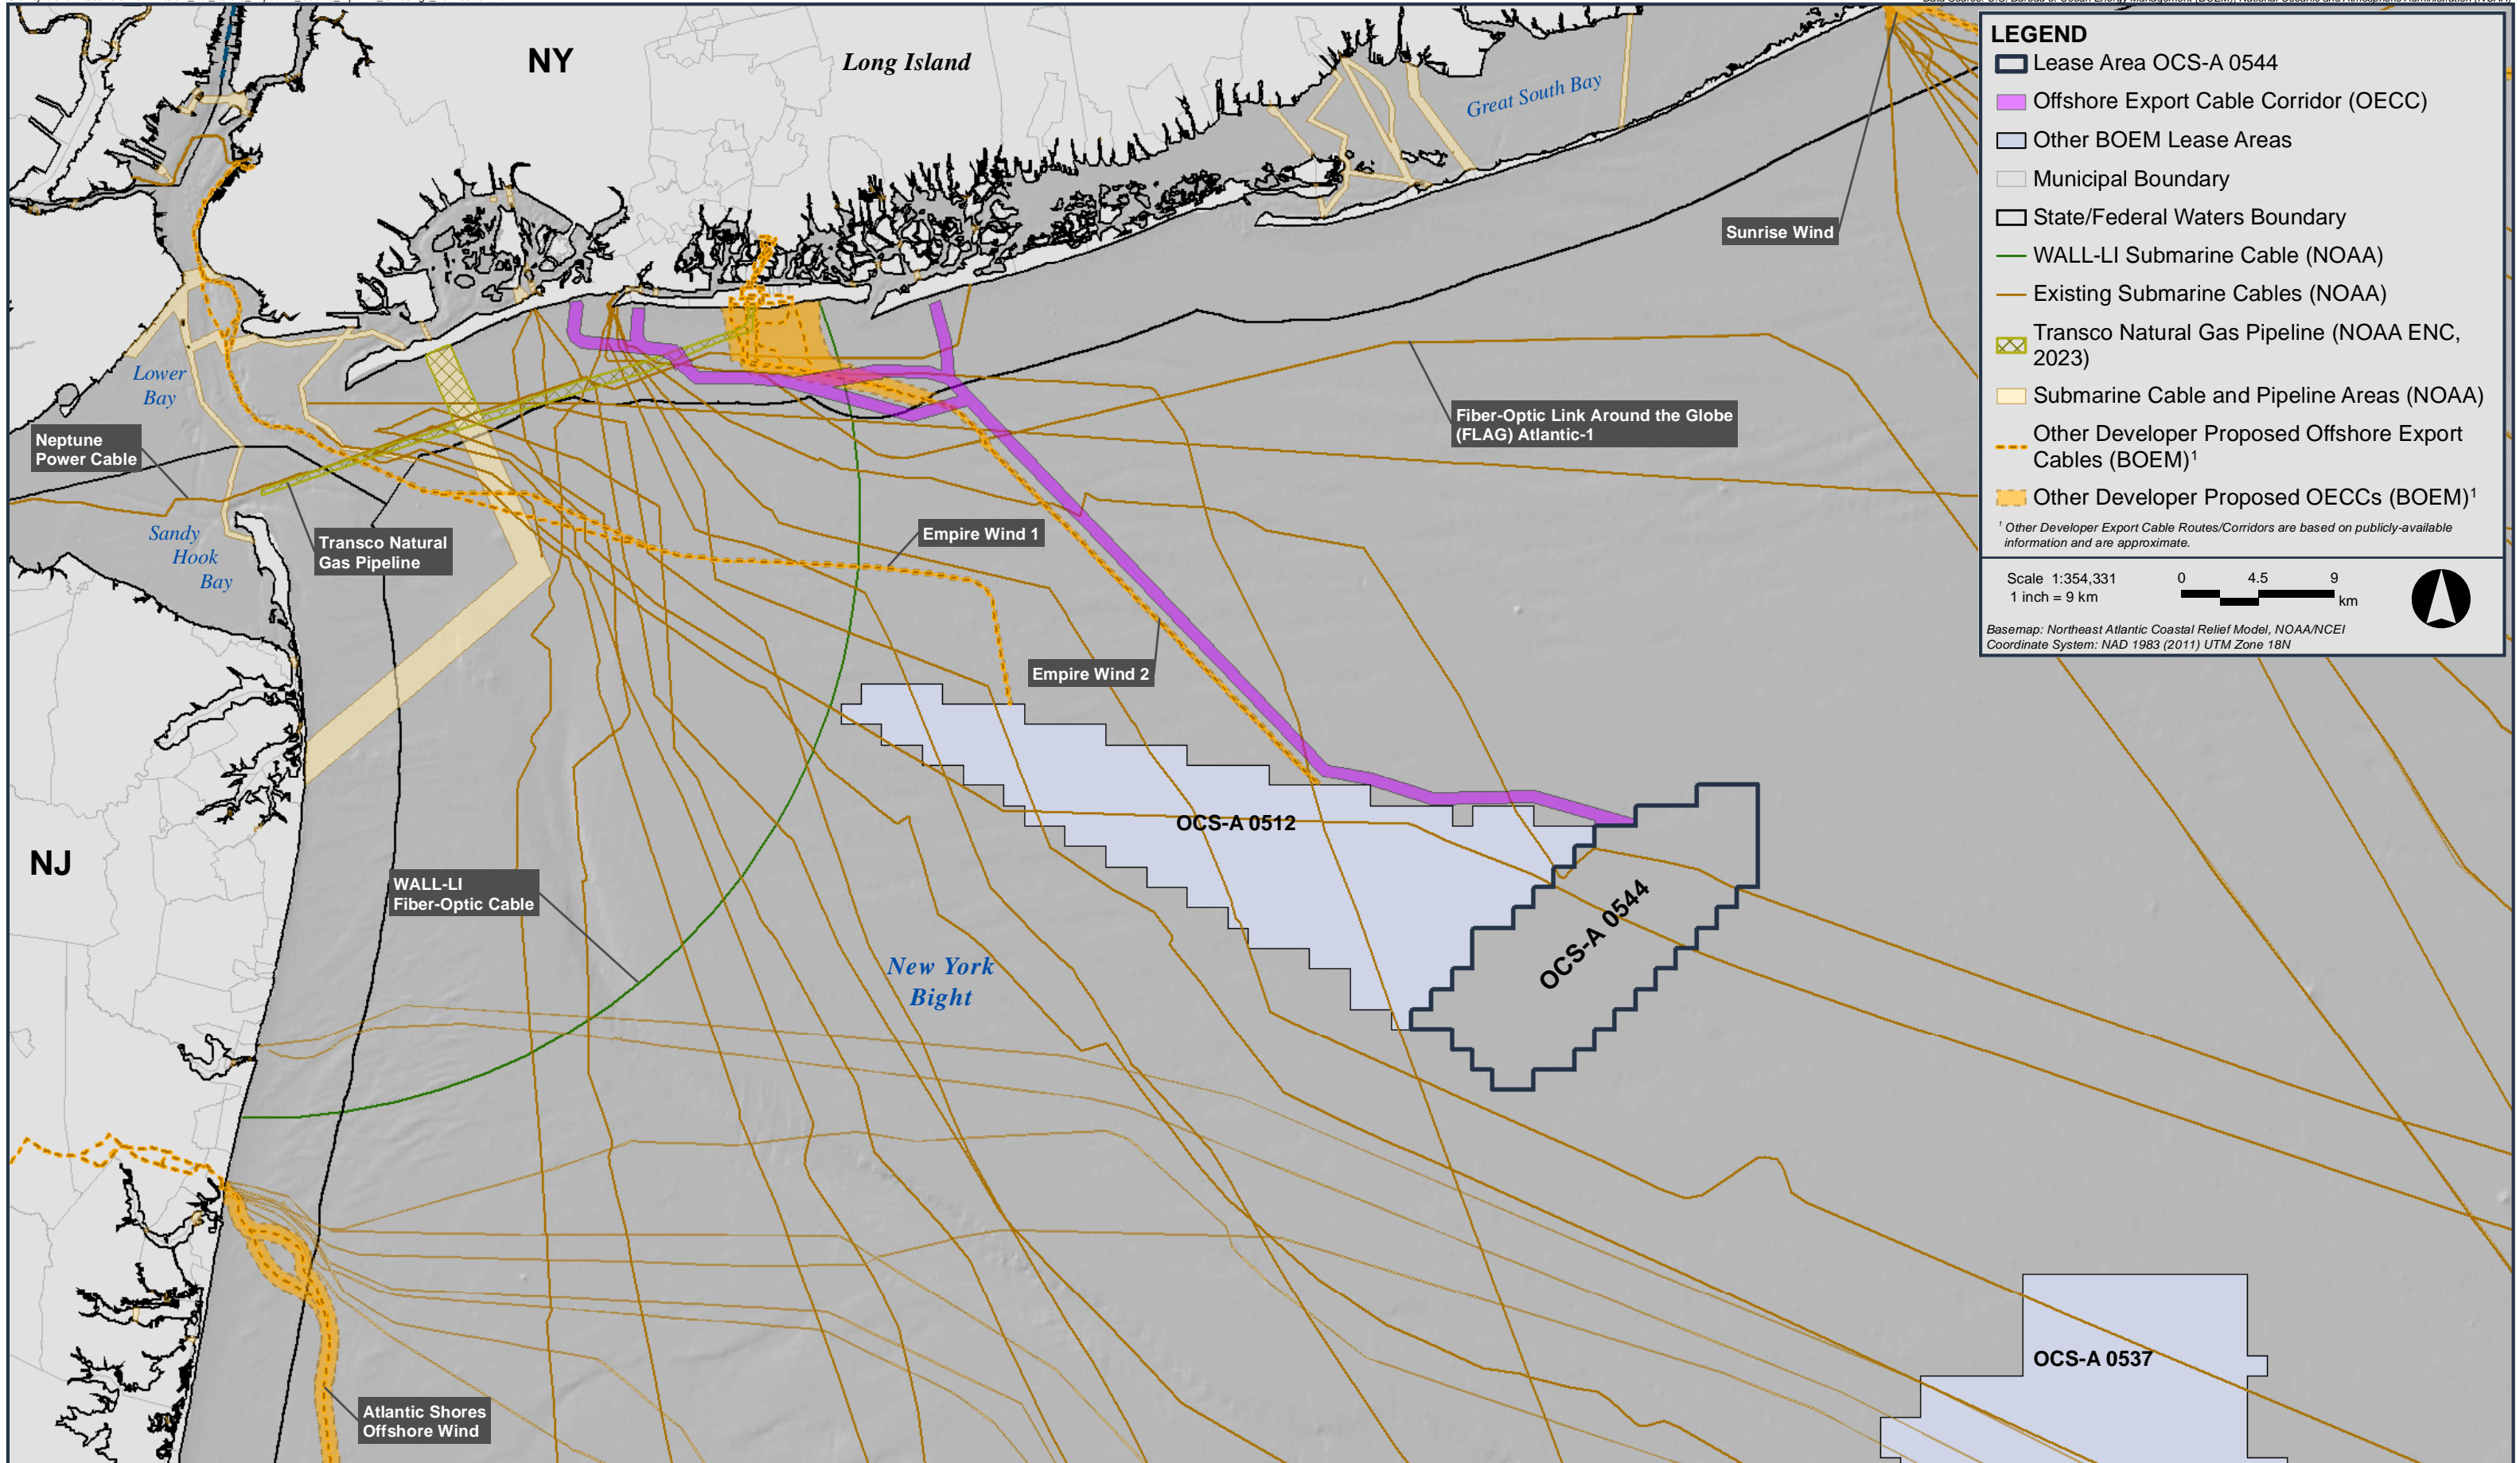 NY
Long Island
Great South Bay
Sunrise Wind
Lower
Bay
Neptune
Power Cable
Fiber-Optic Link Around the Globe
(FLAG) Atlantic-1
Sandy
Hook
Bay
Transco Natural
Gas Pipeline
Empire Wind 1
Empire Wind 2
OCS-A 0512
NJ
WALL-LI
Fiber-Optic Cable
OCS-A 0544
New York
Bight
OCS-A 0537
Atlantic Shores
Offshore Wind
LEGEND
Lease Area OCS-A 0544
Offshore Export Cable Corridor (OECC)
Other BOEM Lease Areas
Municipal Boundary
State/Federal Waters Boundary
WALL-LI Submarine Cable (NOAA)
Existing Submarine Cables (NOAA)
Transco Natural Gas Pipeline (NOAA ENC,
2023)
Submarine Cable and Pipeline Areas (NOAA)
Other Developer Proposed Offshore Export
Cables (BOEM)¹
Other Developer Proposed OECCs (BOEM)¹
¹ Other Developer Export Cable Routes/Corridors are based on publicly-available
information and are approximate.
Scale 1:354,331
1 inch = 9 km
0 4.5 9
km
Basemap: Northeast Atlantic Coastal Relief Model, NOAA/NCEI
Coordinate System: NAD 1983 (2011) UTM Zone 18N